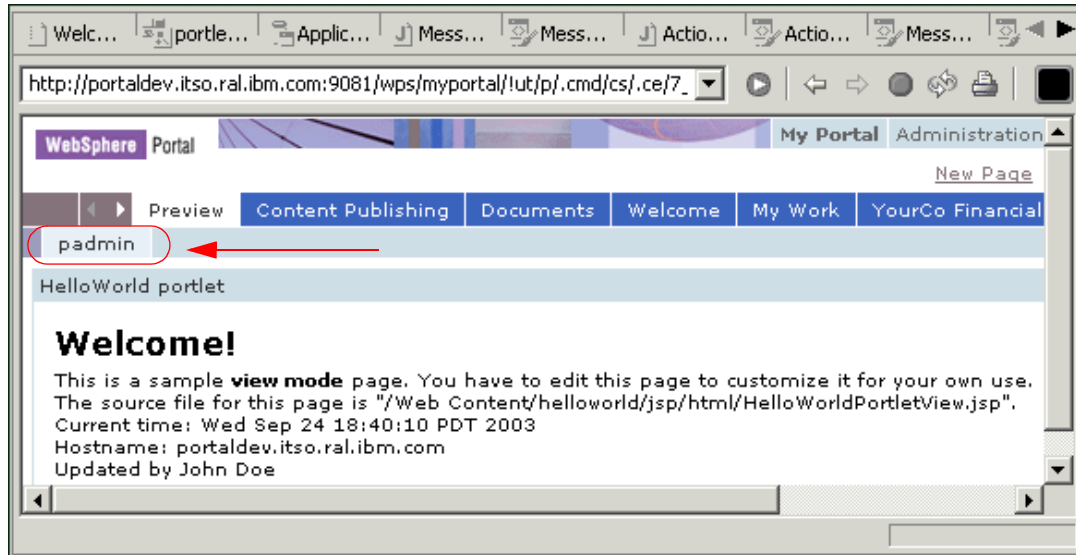 Welc... portle... Applic... J Mess... Mess... J Actio... Actio... Mess...
http://portaldev.itso.ral.ibm.com:9081/wps/myportal/!ut/p/.cmd/cs/.ce/7_
WebSphere Portal My Portal Administration
New Page
Preview Content Publishing Documents Welcome My Work YourCo Financial
padmin
HelloWorld portlet
Welcome!
This is a sample view mode page. You have to edit this page to customize it for your own use.
The source file for this page is "/Web Content/helloworld/jsp/html/HelloWorldPortletView.jsp".
Current time: Wed Sep 24 18:40:10 PDT 2003
Hostname: portaldev.itso.ral.ibm.com
Updated by John Doe